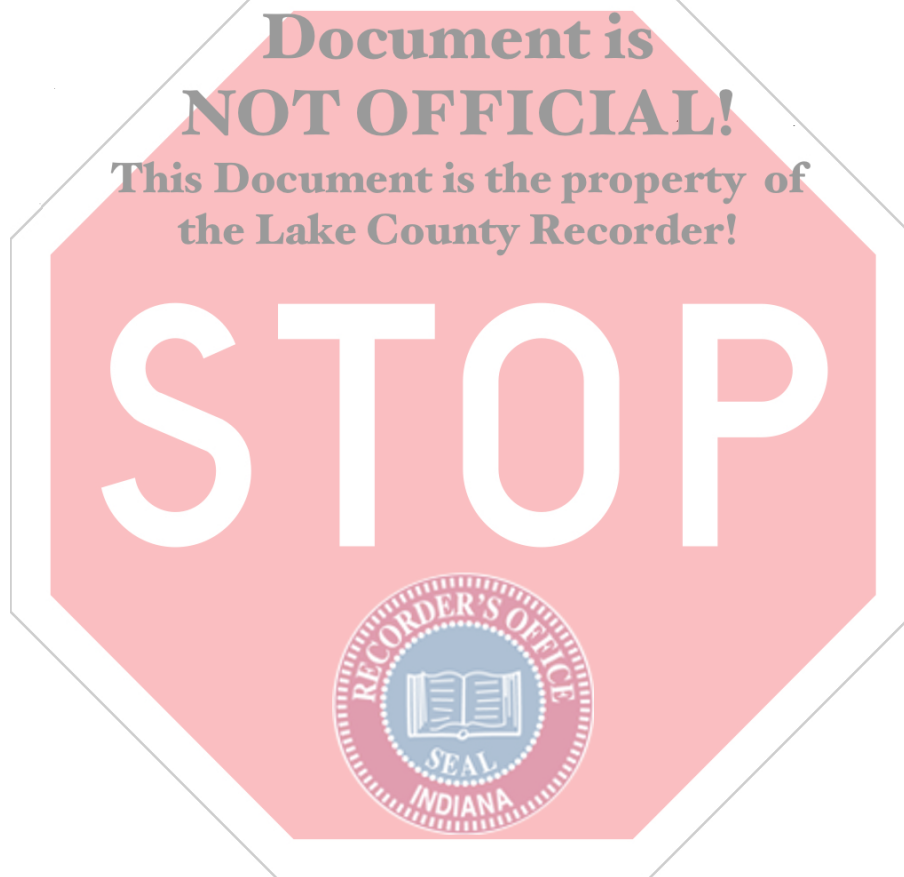 Document is
NOT OFFICIAL!
This Document is the property of
the Lake County Recorder!
STOP
RECORDER'S OFFICE
SEAL
INDIANA